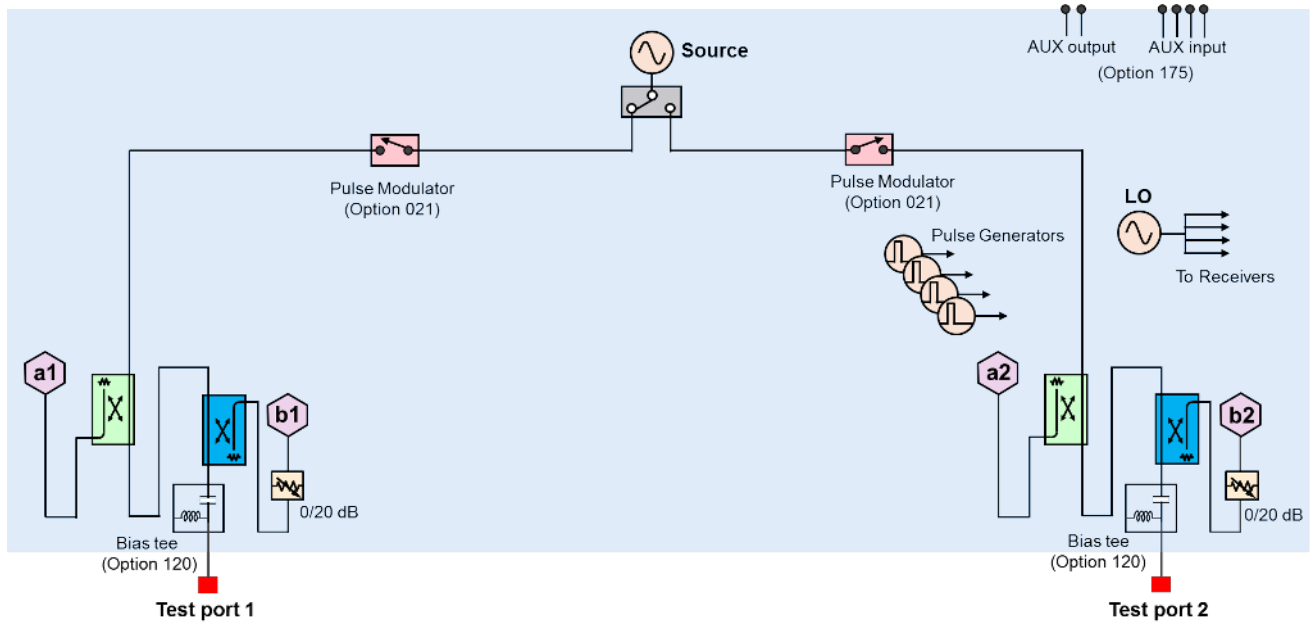 Source
AUX output
AUX input
(Option 175)
Pulse Modulator
(Option 021)
Pulse Modulator
(Option 021)
LO
To Receivers
Pulse Generators
a1
b1
0/20 dB
Bias tee
(Option 120)
Test port 1
a2
b2
0/20 dB
Bias tee
(Option 120)
Test port 2